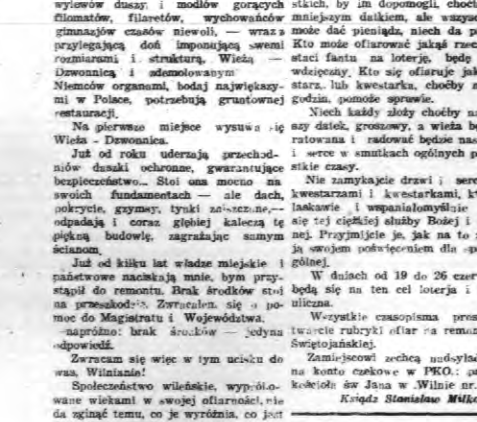 wylewów duszy, i modłów gorących
filomatów, filaretów, wychowańców
gimnazjów czasów niewoli, — wraz z
przylegającą doń imponującą swemi
rozmiarami i strukturą, Wieżą —
Dzwonnicą i zdemolowanym
Niemców organami, bodaj największy-
mi w Polsce, potrzebują gruntownej
restauracji.
Na pierwsze miejsce wysuwa się
Wieża - Dzwonnica.
Już od roku uderzają przechod-
niów daszki ochronne, gwarantujące
bezpieczeństwo... Stoi ona mocno na
swoich fundamentach — ale dach,
pokrycie, gzymsy, tynki zniszczone,—
odpadają i coraz głębiej kaleczą tę
piękną budowlę, zagrażając samym
ścianom.
Już od kilku lat władze miejskie i
państwowe naciskają mnie, bym przy-
stąpił do remontu. Brak środków stoi
na przeszkodzie. Zwracałem się o po-
moc do Magistratu i Województwa,
—napróżno: brak środków — jedyna
odpowiedź.
Zwracam się więc w tym ucisku do
was, Wilnianie!
Społeczeństwo wileńskie, wypróbo-
wane wiekami w swojej ofiarności, nie
da zginąć temu, co je wyróżnia, co jest
stkich, by im dopomogli, choćb
mniejszym datkiem, ale wszysc
może dać pieniądz, niech da p
Kto może ofiarować jakąś rzec
staci fantu na loterję, będę
wdzięczny. Kto się ofiaruje jak
starz, lub kwestarka, choćby n
godzin, pomoże sprawie.
Niech każdy złoży choćby na
szy datek, groszowy, a wieża bę
ratowana i radować będzie nas
i serce w smutkach ogólnych p
stkie czasy.
Nie zamykajcie drzwi i serc
kwestarzami i kwestarkami, kt
łaskawie i wspaniałomyślnie
się tej ciężkiej służby Bożej i
nej. Przyjmijcie je, jak na to z
ją swojem poświęceniem dla sp
gólnej.
W dniach od 19 do 26 czer
będą się na ten cel loterja i
uliczna.
Wszystkie czasopisma pros
twarcie rubryki ofiar na remon
Świętojańskiej.
Zamiejscowi zechcą nadsyłać
na konto czekowe w PKO.: p
kościoła św Jana w Wilnie nr.
Ksiądz Stanisław Miłko